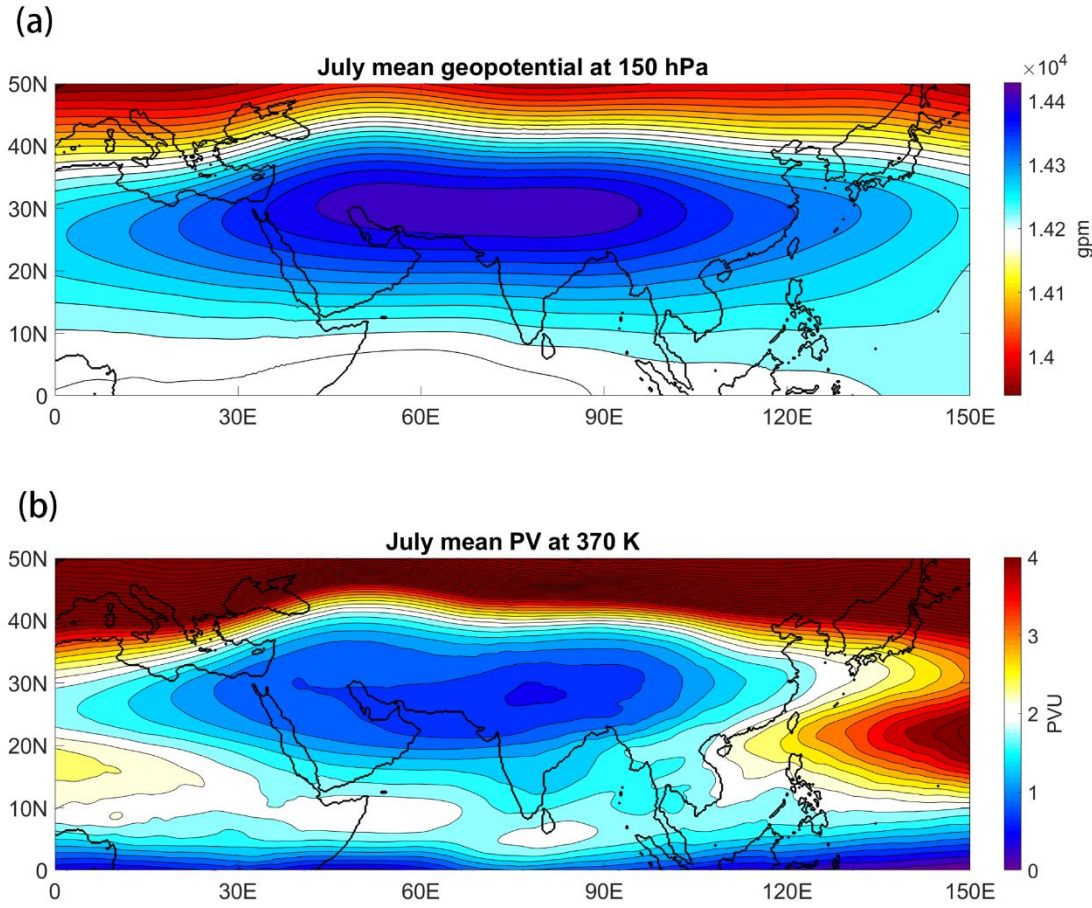 (a)
July mean geopotential at 150 hPa
×10⁴
50N
40N
30N
20N
10N
0
0 30E 60E 90E 120E 150E
1.44
1.43
1.42
1.41
1.4
gpm
(b)
July mean PV at 370 K
50N
40N
30N
20N
10N
0
0 30E 60E 90E 120E 150E
4
3
2
1
0
PVU